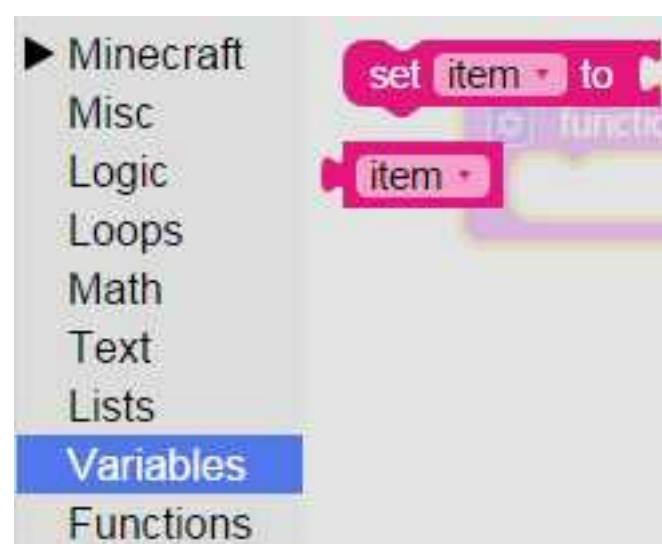 Minecraft
Misc
Logic
Loops
Math
Text
Lists
Variables
Functions
set item to
item